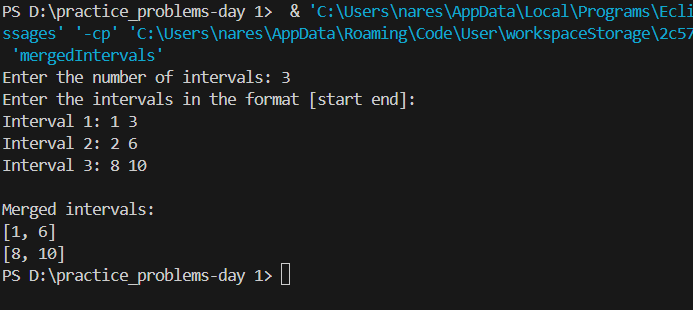 PS D:\practice_problems-day 1>  & 'C:\Users\nares\AppData\Local\Programs\Ecli
ssages' '-cp' 'C:\Users\nares\AppData\Roaming\Code\User\workspaceStorage\2c57
 'mergedIntervals'
Enter the number of intervals: 3
Enter the intervals in the format [start end]:
Interval 1: 1 3
Interval 2: 2 6
Interval 3: 8 10

Merged intervals:
[1, 6]
[8, 10]
PS D:\practice_problems-day 1>